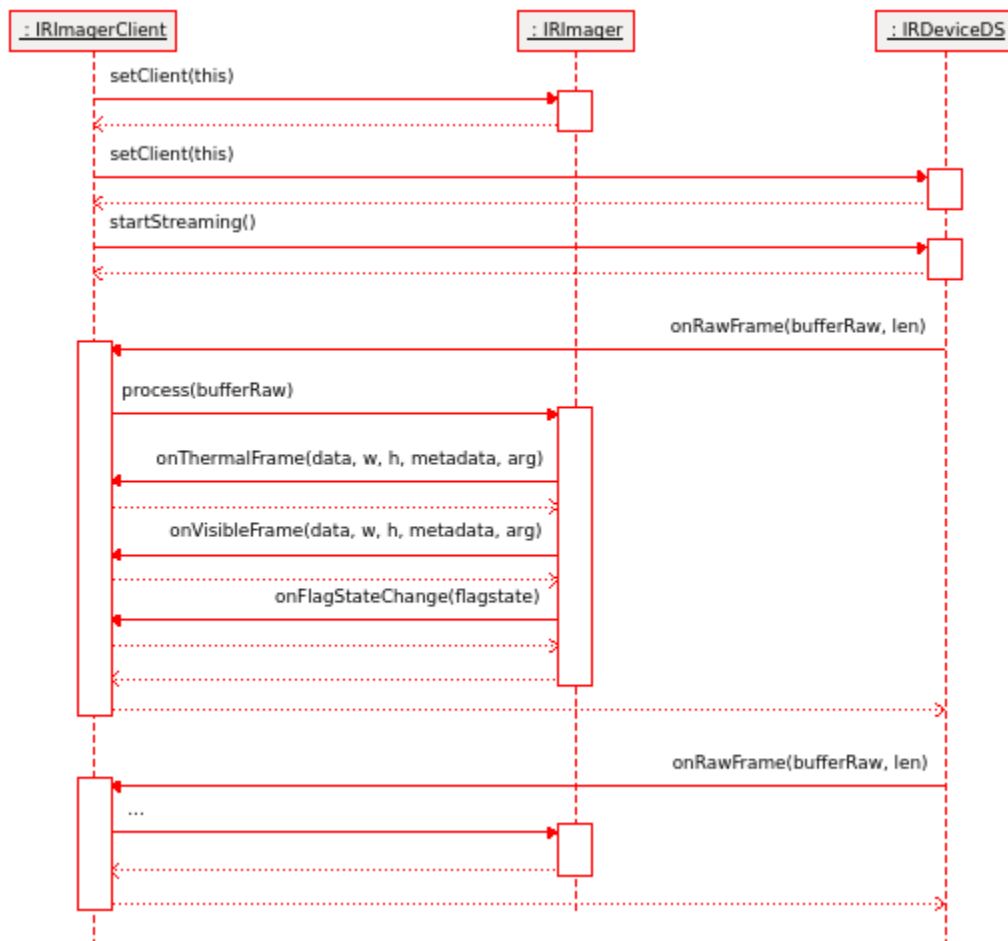 : IRImagerClient
: IRImager
: IRDeviceDS
setClient(this)
setClient(this)
startStreaming()
onRawFrame(bufferRaw, len)
process(bufferRaw)
onThermalFrame(data, w, h, metadata, arg)
onVisibleFrame(data, w, h, metadata, arg)
onFlagStateChange(flagstate)
onRawFrame(bufferRaw, len)
...